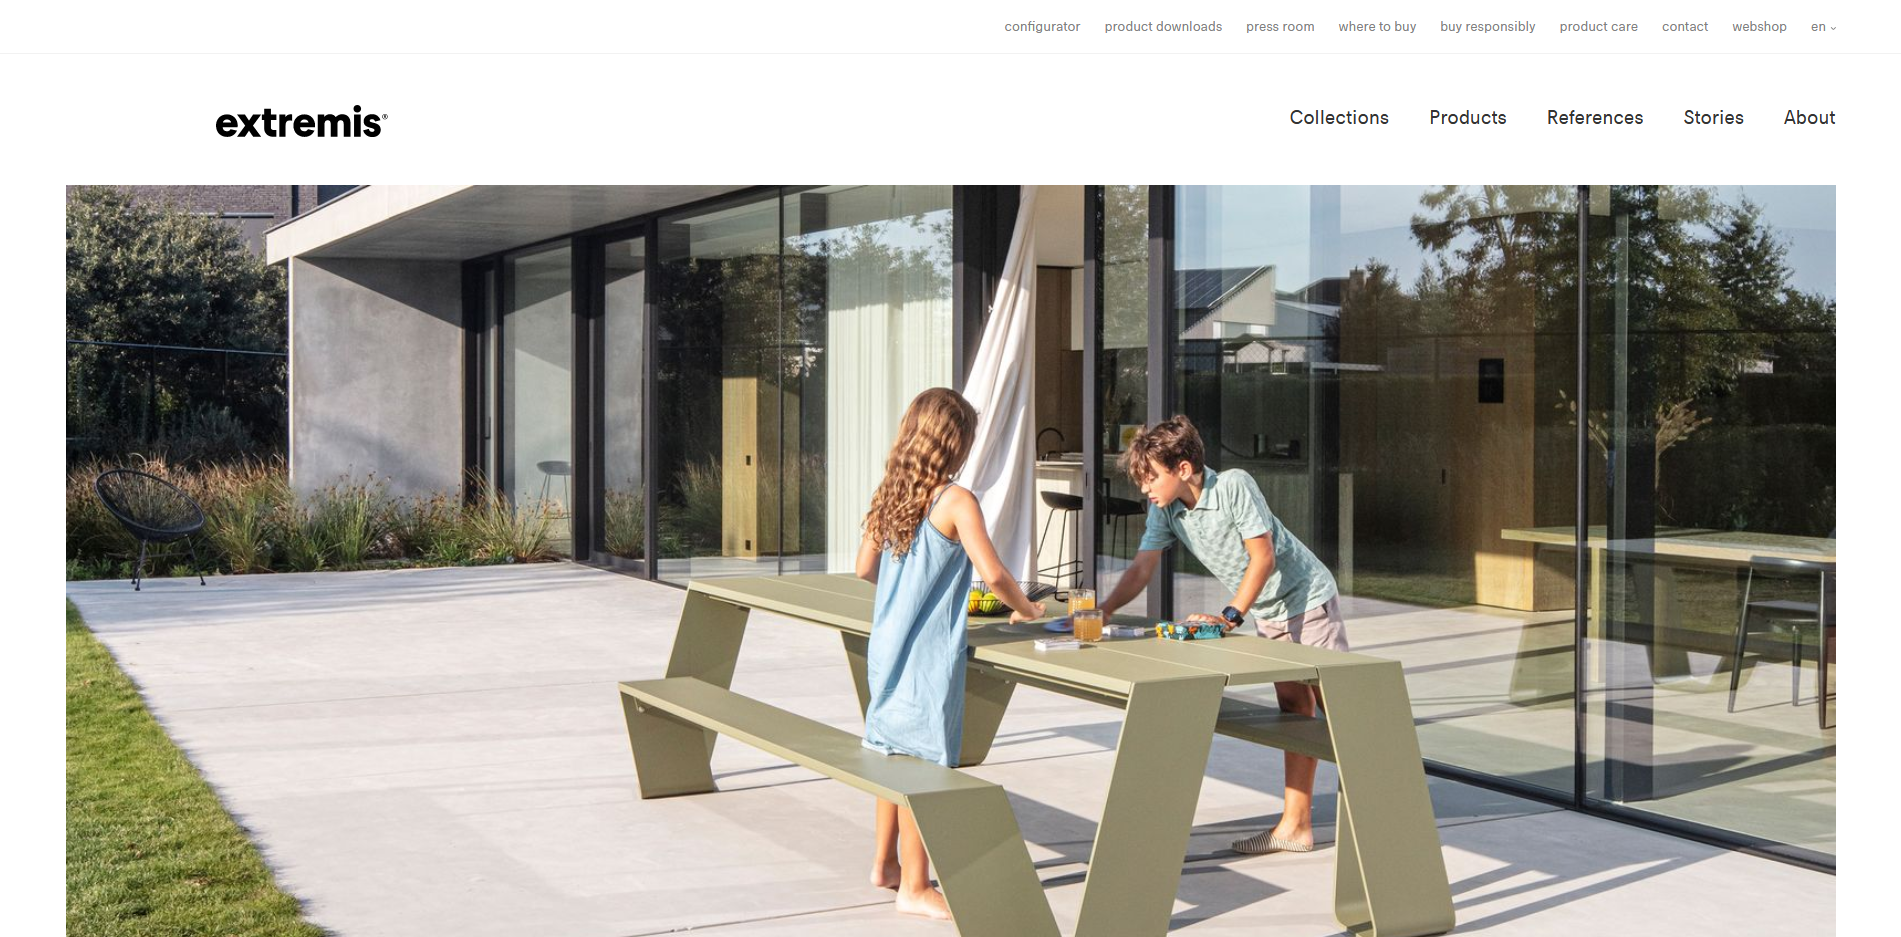 configurator product downloads press room where to buy buy responsibly product care contact webshop en
extremis®
Collections Products References Stories About